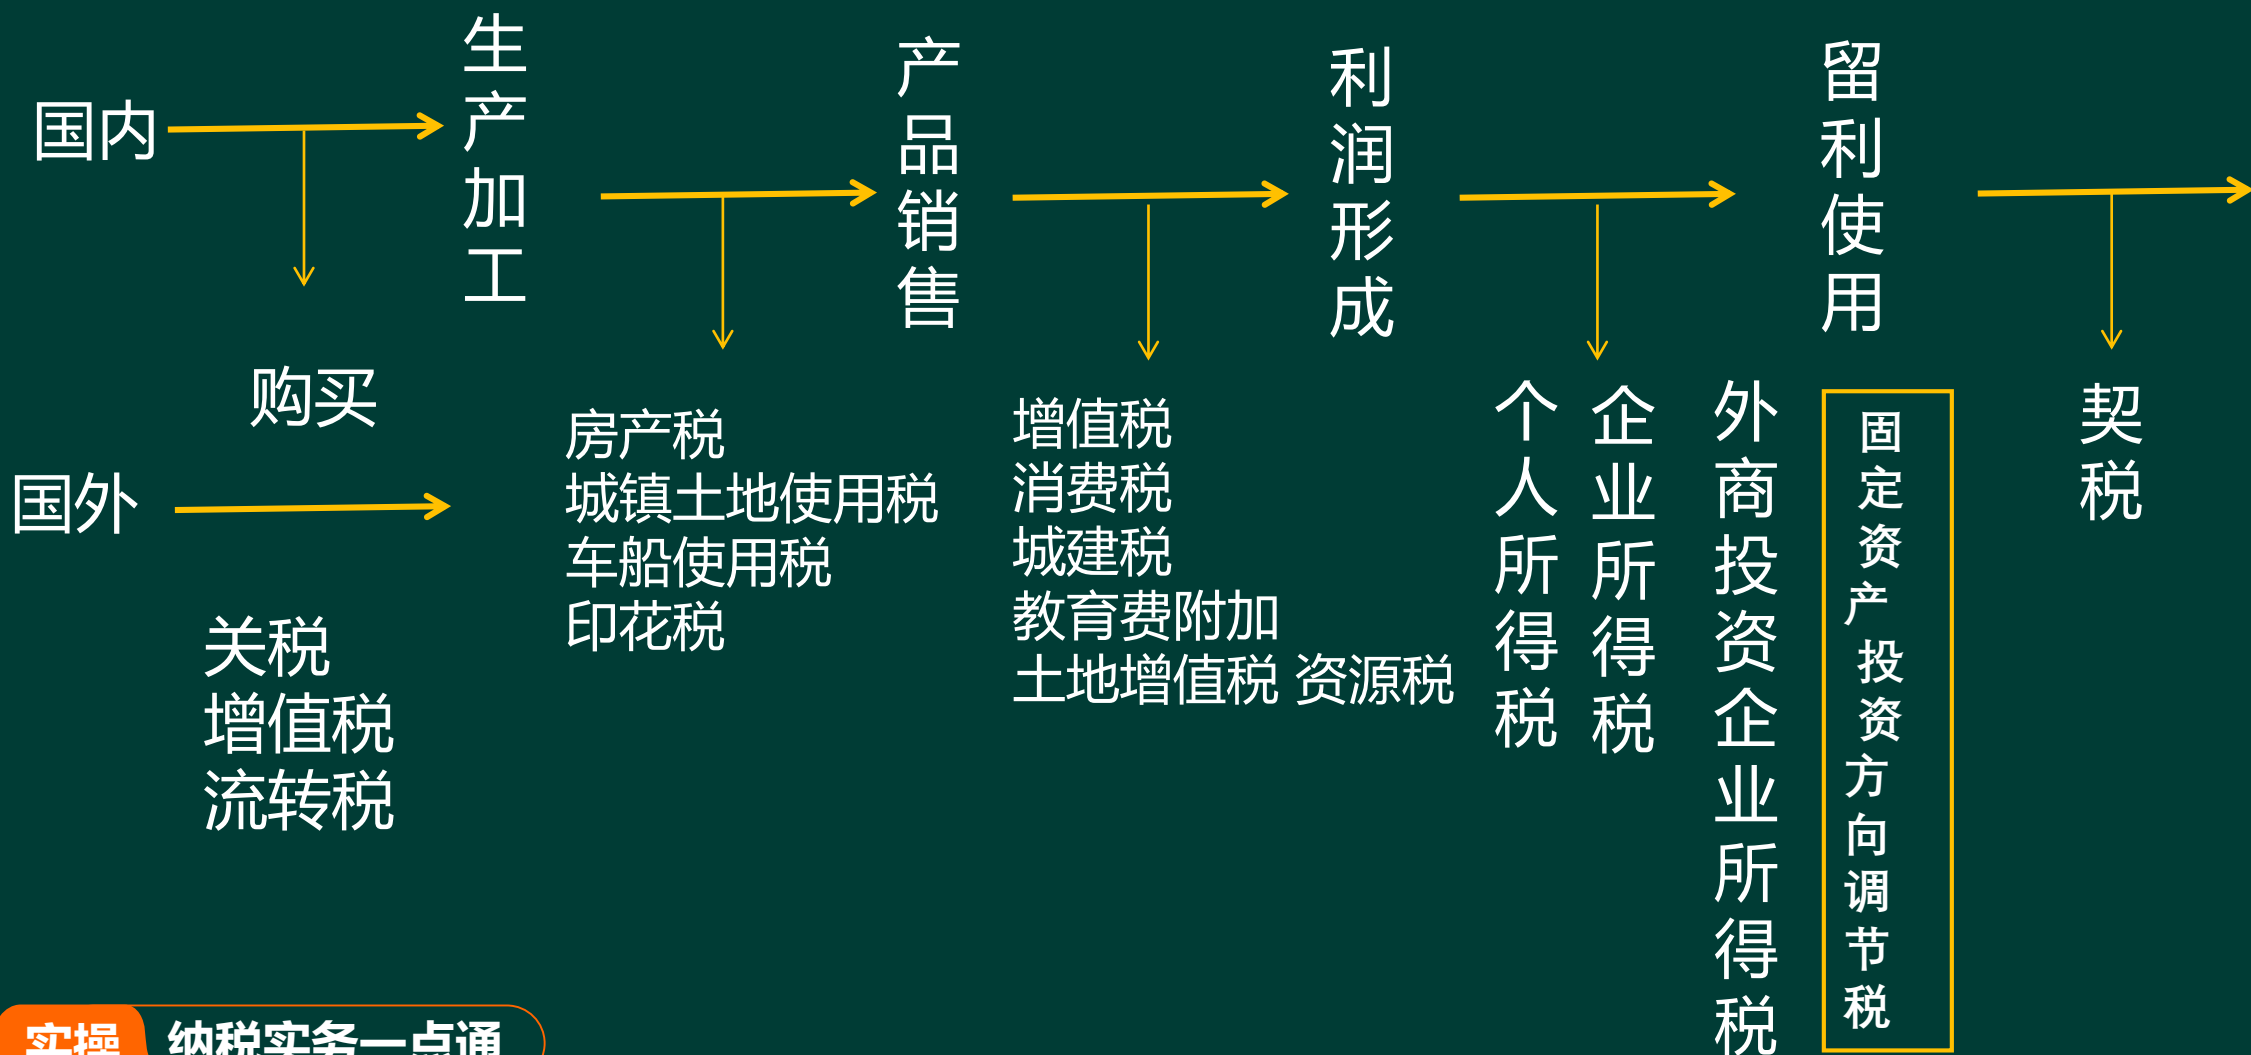 国内
生产加工
产品销售
利润形成
留利使用
购买
国外
关税
增值税
流转税
房产税
城镇土地使用税
车船使用税
印花税
增值税
消费税
城建税
教育费附加
土地增值税 资源税
个人所得税
企业所得税
外商投资企业所得税
固定资产投资方向调节税
契税
实操
纳税实务一点通